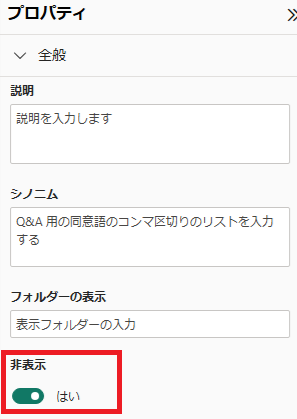 プロパティ
全般
説明
説明を入力します
シノニム
Q&A 用の同意語のコンマ区切りのリストを入力
する
フォルダーの表示
表示フォルダーの入力
非表示
はい